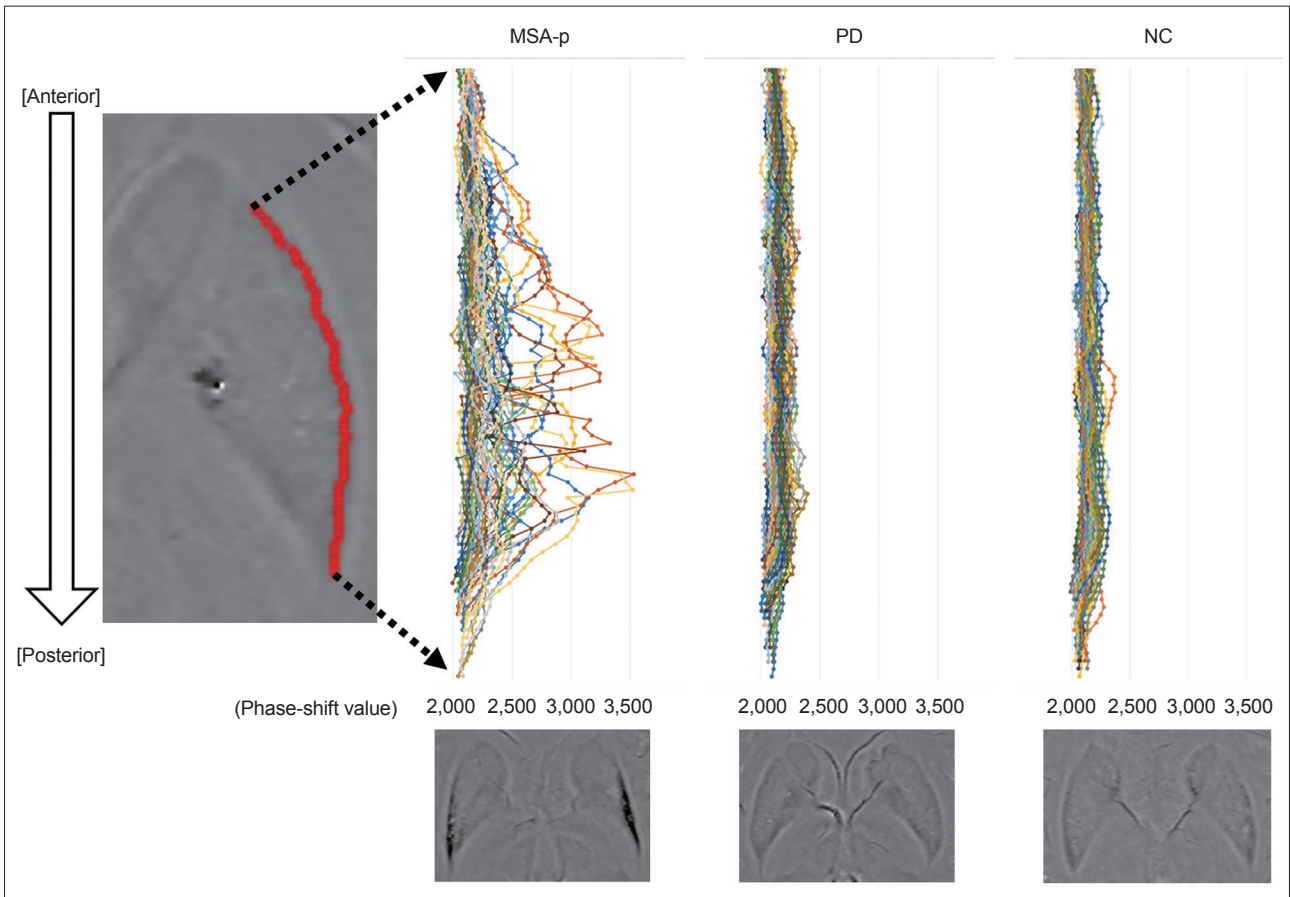 MSA-p
PD
NC
[Anterior]
[Posterior]
(Phase-shift value)
2,000 2,500 3,000 3,500
2,000 2,500 3,000 3,500
2,000 2,500 3,000 3,500